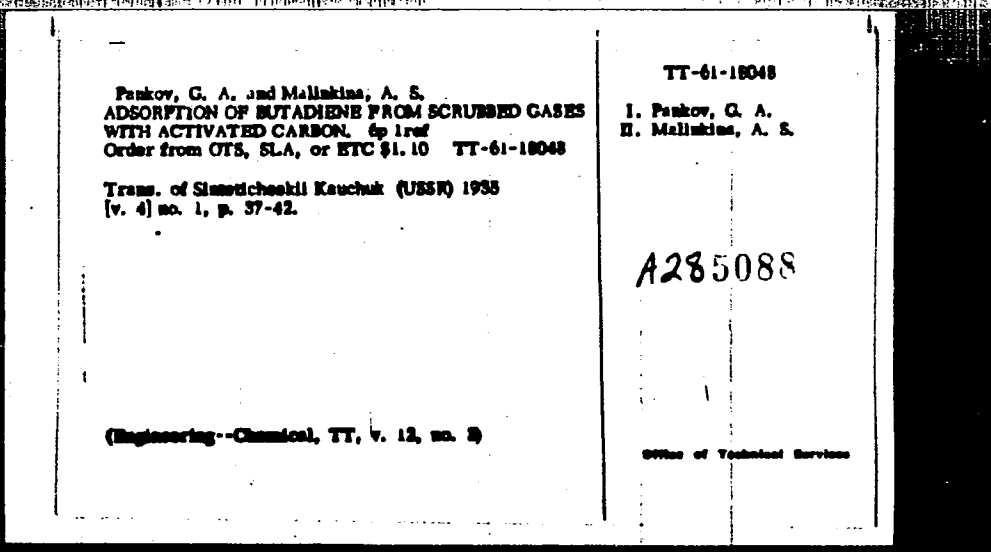 Pankov, G. A. and Malinkina, A. S.
ADSORPTION OF BUTADIENE FROM SCRUBBED GASES
WITH ACTIVATED CARBON. 6p 1ref
Order from OTS, SLA, or ETC $1.10 TT-61-18048
Trans. of Sinteticheskii Kauchuk (USSR) 1935
[v. 4] no. 1, p. 37-42.
(Engineering--Chemical, TT, v. 12, no. 2)
TT-61-18048
I. Pankov, G. A.
II. Malinkina, A. S.
A285088
Office of Technical Services